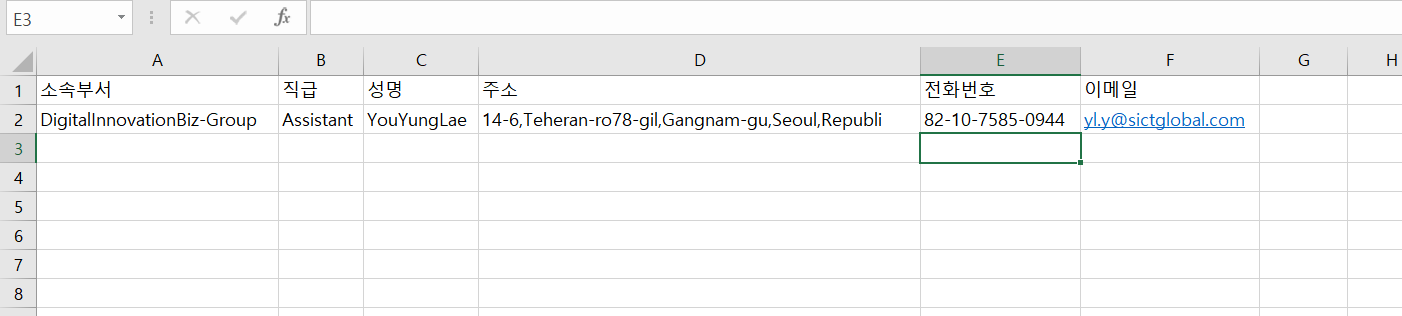 E3 fx
A B C D E F G H
1 소속부서 직급 성명 주소 전화번호 이메일
2 DigitalInnovationBiz-Group Assistant YouYungLae 14-6,Teheran-ro78-gil,Gangnam-gu,Seoul,Republi 82-10-7585-0944 yl.y@sictglobal.com
3
4
5
6
7
8